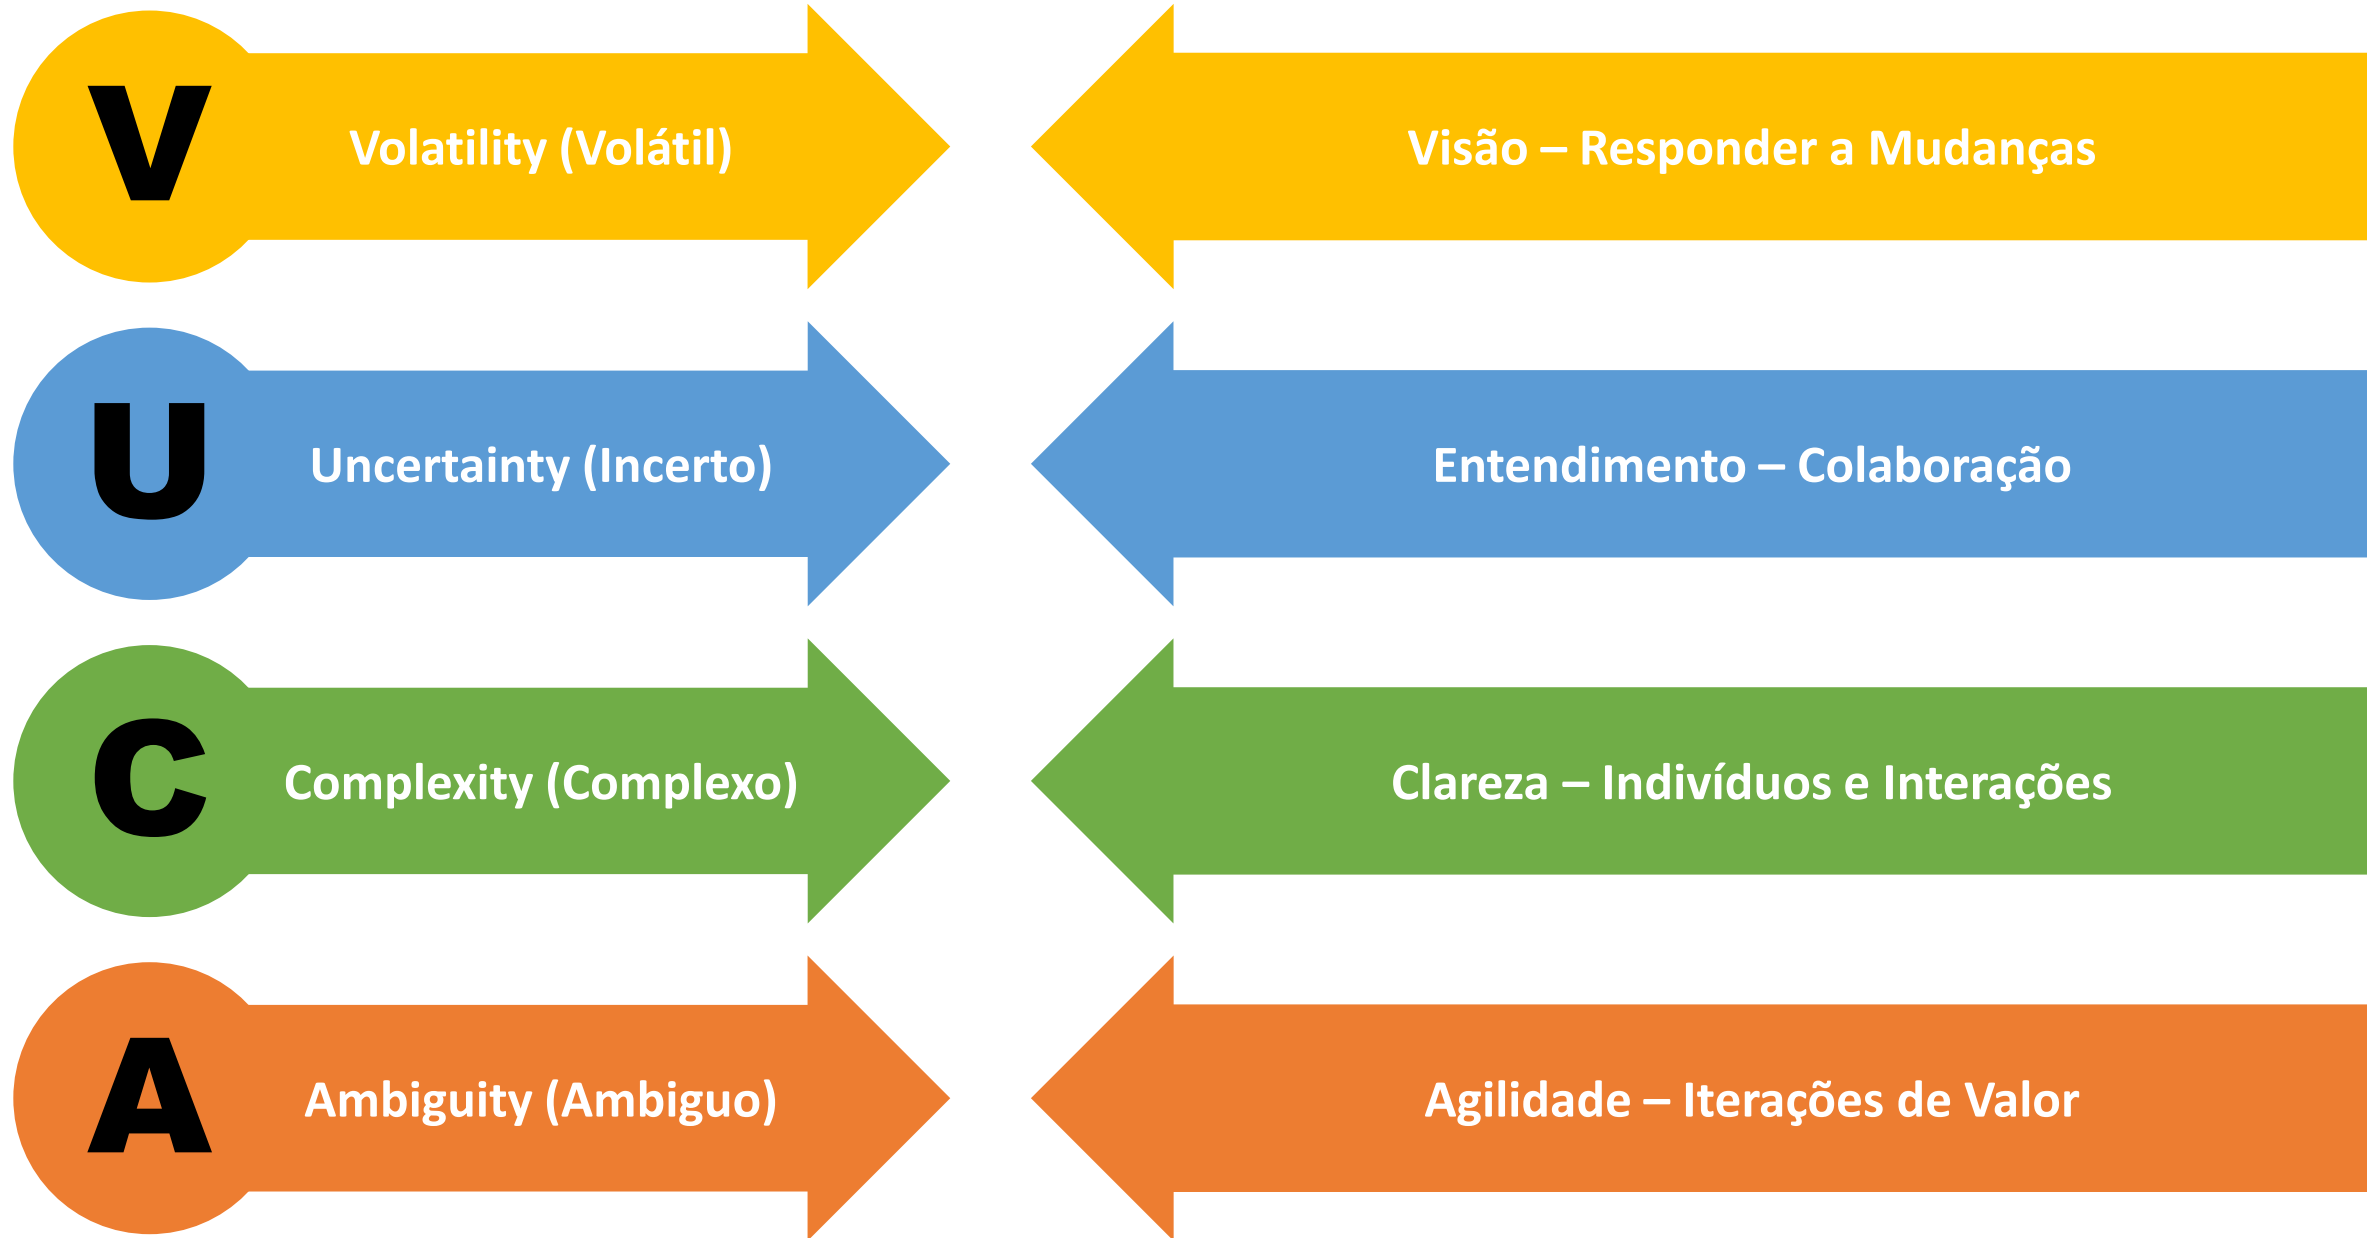 V
Volatility (Volátil)
Visão – Responder a Mudanças
U
Uncertainty (Incerto)
Entendimento – Colaboração
C
Complexity (Complexo)
Clareza – Indivíduos e Interações
A
Ambiguity (Ambiguo)
Agilidade – Iterações de Valor